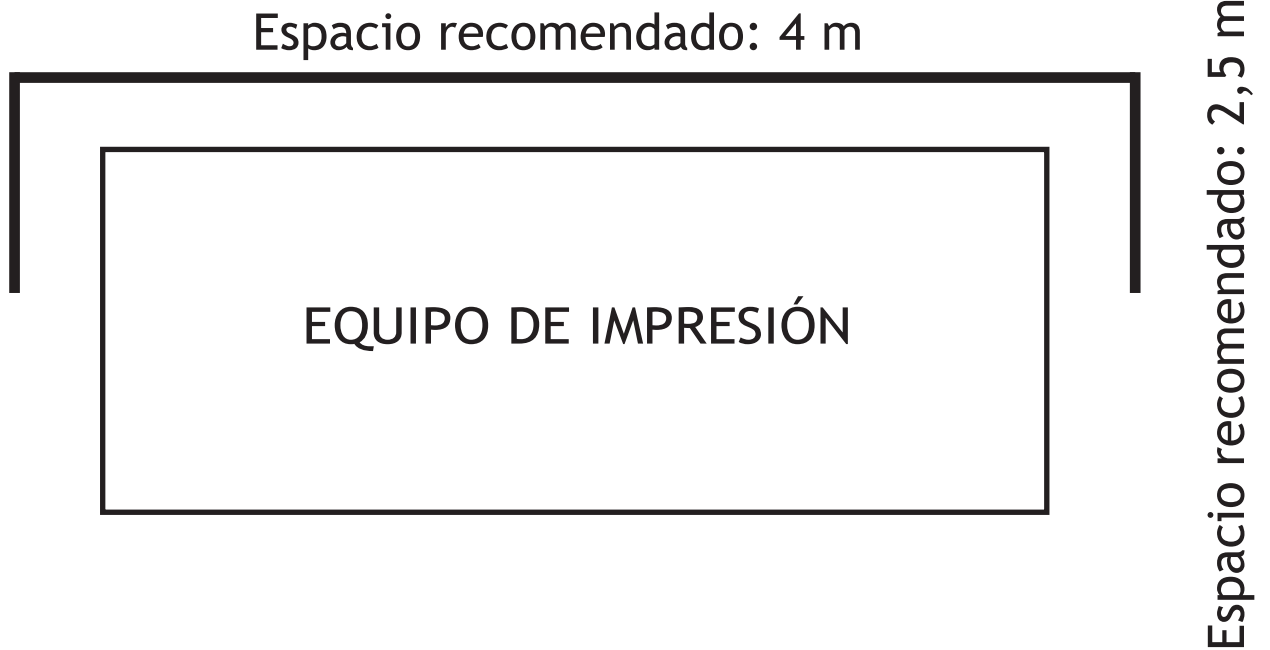 Espacio recomendado: 4 m
EQUIPO DE IMPRESIÓN
Espacio recomendado: 2,5 m